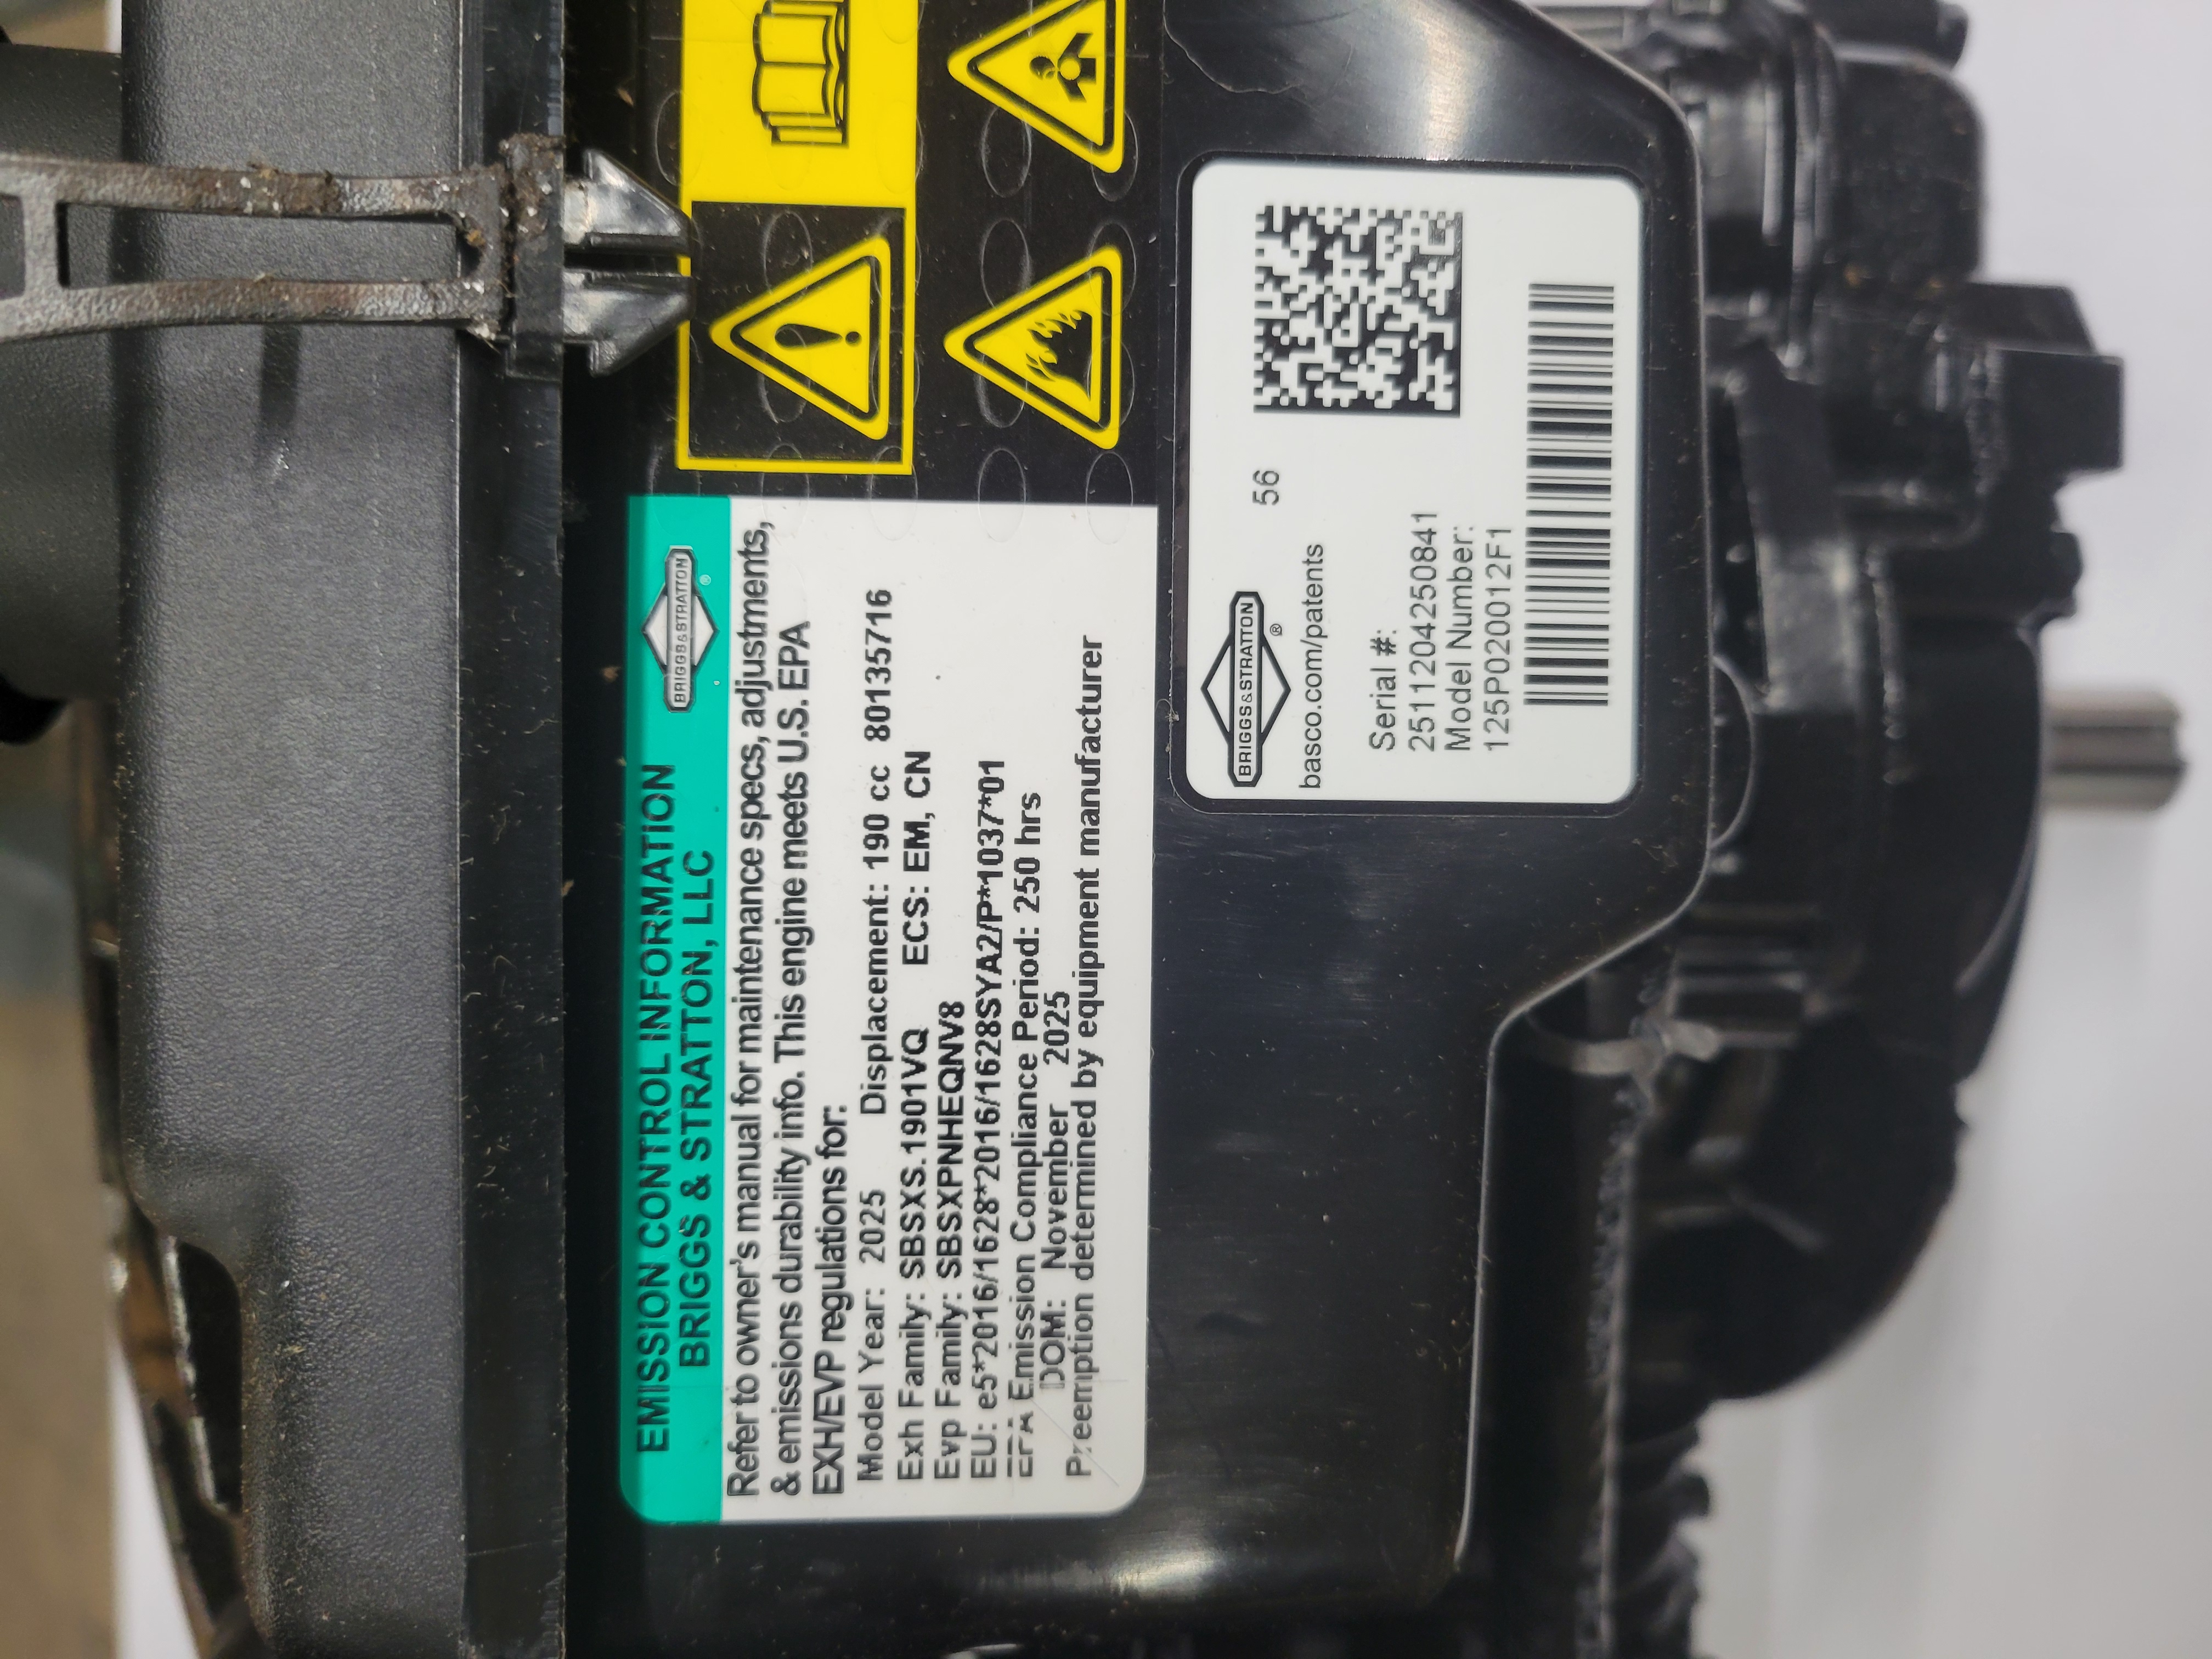 EMISSION CONTROL INFORMATION
BRIGGS & STRATTON, LLC
BRIGGS&STRATTON
®
Refer to owner's manual for maintenance specs, adjustments,
& emissions durability info. This engine meets U.S. EPA
EXH/EVP regulations for:
Model Year: 2025 Displacement: 190 cc 801355716
Exh Family: SBSXS.1901VQ ECS: EM, CN
Evp Family: SBSXPNHEQNV8
EU: e5*2016/1628*2016/1628SYA2/P*1037*01
EPA Emission Compliance Period: 250 hrs
DOM: November 2025
Preemption determined by equipment manufacturer
BRIGGS&STRATTON
®
basco.com/patents 56
Serial #:
2511204250841
Model Number:
125P020012F1